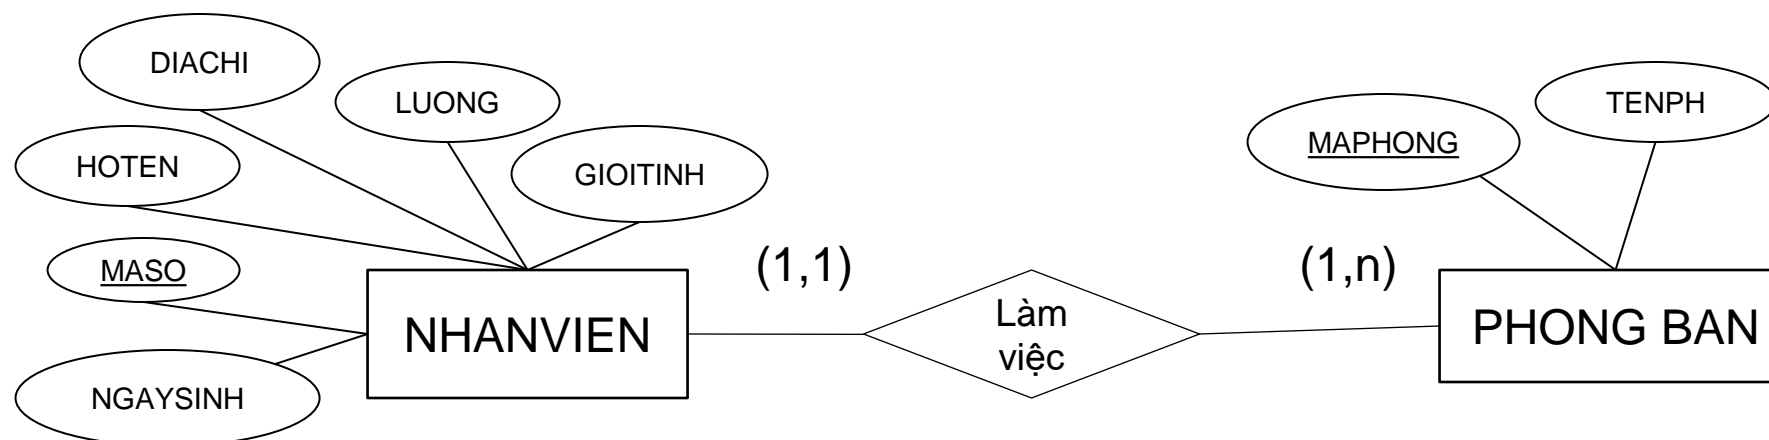 DIACHI
LUONG
TENPH
HOTEN
GIOITINH
MAPHONG
MASO
(1,1)
(1,n)
NHANVIEN
Làm
việc
PHONG BAN
NGAYSINH